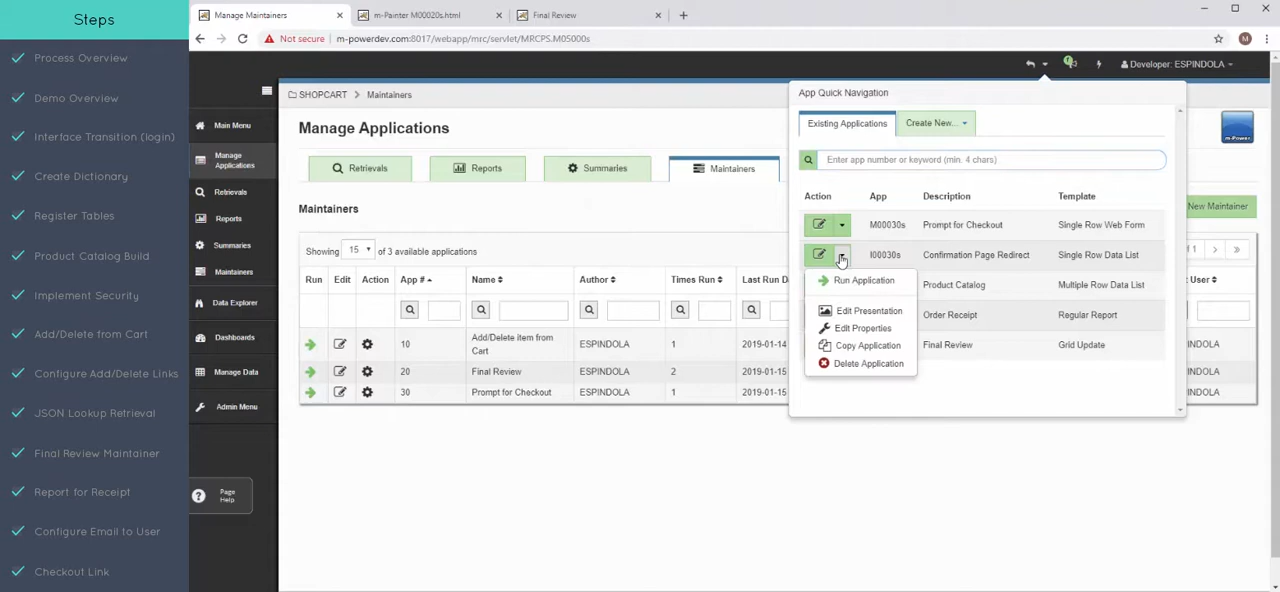 Steps
Process Overview
Demo Overview
Interface Transition (login)
Create Dictionary
Register Tables
Product Catalog Build
Implement Security
Add/Delete from Cart
Configure Add/Delete Links
JSON Lookup Retrieval
Final Review Maintainer
Report for Receipt
Configure Email to User
Checkout Link
Manage Maintainers
m-Painter M00020s.html
Final Review
Not secure
m-powerdev.com:8017/webapp/mrc/servlet/MRCPS.M05000s
M
Developer: ESPINDOLA
Main Menu
Manage
Applications
Retrievals
Reports
Summaries
Maintainers
Data Explorer
Dashboards
Manage Data
Admin Menu
Page
Help
SHOPCART > Maintainers
Manage Applications
Retrievals
Reports
Summaries
Maintainers
Maintainers
New Maintainer
Showing 15 of 3 available applications
1
Run Edit Action App # Name Author Times Run Last Run Da
t User
10 Add/Delete item from
Cart ESPINDOLA 1 2019-01-14
ESPINDOLA
20 Final Review ESPINDOLA 2 2019-01-15
ESPINDOLA
30 Prompt for Checkout ESPINDOLA 1 2019-01-15
ESPINDOLA
App Quick Navigation
Existing Applications
Create New...
Enter app number or keyword (min. 4 chars)
Action App Description Template
M00030s Prompt for Checkout Single Row Web Form
I00030s Confirmation Page Redirect Single Row Data List
Product Catalog Multiple Row Data List
Order Receipt Regular Report
Final Review Grid Update
Run Application
Edit Presentation
Edit Properties
Copy Application
Delete Application
m-Power